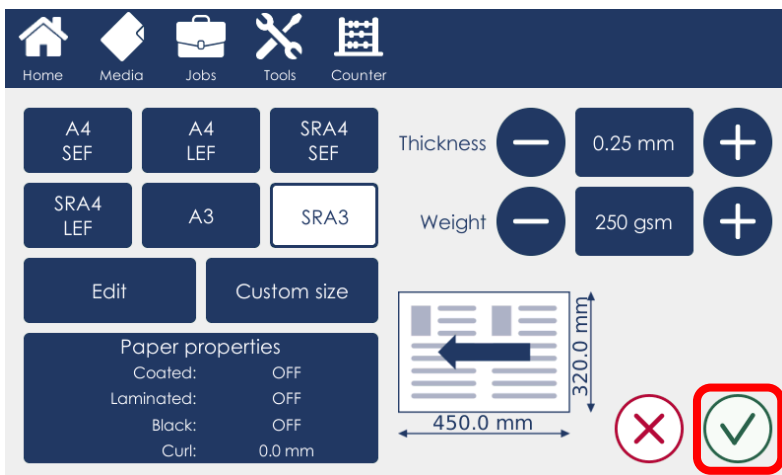 Home Media Jobs Tools Counter
A4
SEF
A4
LEF
SRA4
SEF
Thickness 0.25 mm
SRA4
LEF
A3
SRA3
Weight 250 gsm
Edit
Custom size
Paper properties
Coated: OFF
Laminated: OFF
Black: OFF
Curl: 0.0 mm
320.0 mm
450.0 mm